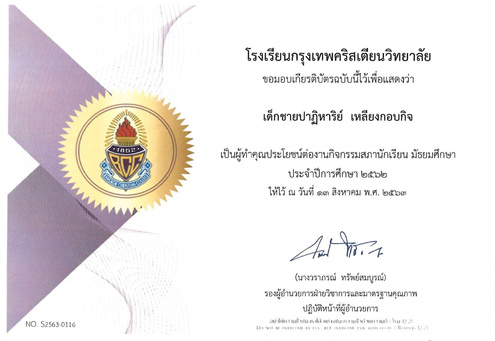 โรงเรียนกรุงเทพคริสเตียนวิทยาลัย
ขอมอบเกียรติบัตรฉบับนี้ไว้เพื่อแสดงว่า
เด็กชายปาฏิหาริย์ เหลียงกอบกิจ
เป็นผู้ทำคุณประโยชน์ต่องานกิจกรรมสภานักเรียน มัธยมศึกษา
ประจำปีการศึกษา ๒๕๖๒
ให้ไว้ ณ วันที่ ๑๓ สิงหาคม พ.ศ. ๒๕๖๓
1852
BCC
(นางวราภรณ์ ทรัพย์สมบูรณ์)
รองผู้อำนวยการฝ่ายวิชาการและมาตรฐานคุณภาพ
ปฏิบัติหน้าที่ผู้อำนวยการ
NO. S2563-0116